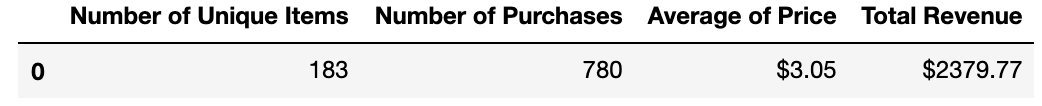 Number of Unique Items Number of Purchases Average of Price Total Revenue
0 183 780 $3.05 $2379.77